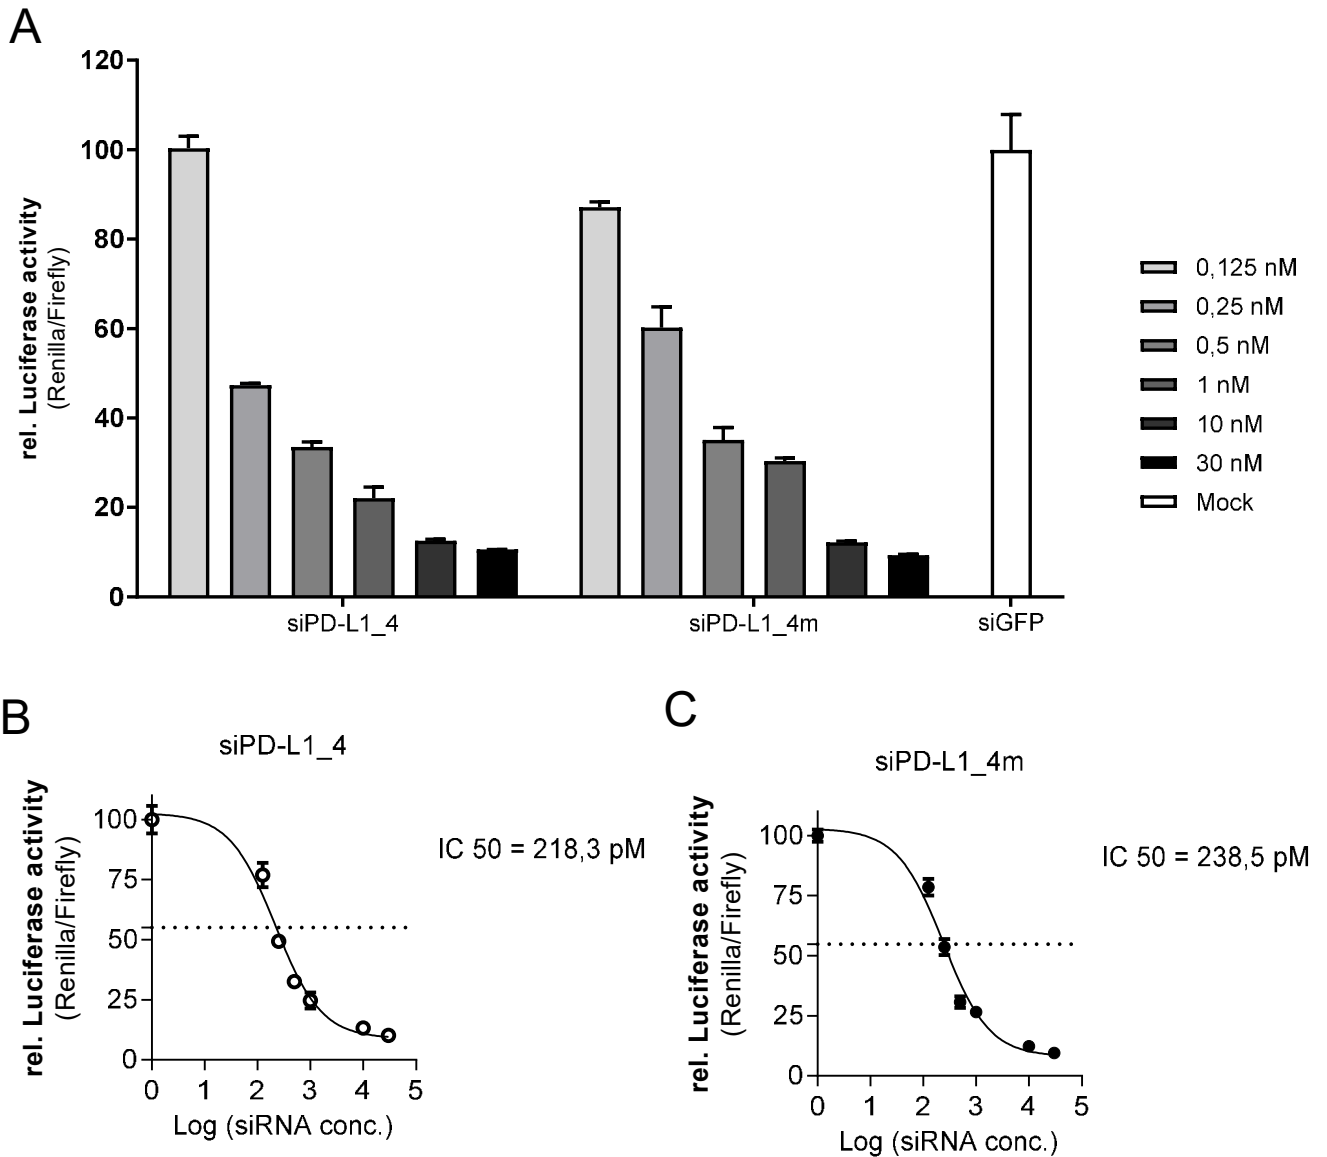 A
120
100
80
60
40
20
0
rel. Luciferase activity
(Renilla/Firefly)
siPD-L1_4
siPD-L1_4m
siGFP
0,125 nM
0,25 nM
0,5 nM
1 nM
10 nM
30 nM
Mock
B
siPD-L1_4
rel. Luciferase activity
(Renilla/Firefly)
100
75
50
25
0
0 1 2 3 4 5
Log (siRNA conc.)
IC 50 = 218,3 pM
C
siPD-L1_4m
rel. Luciferase activity
(Renilla/Firefly)
100
75
50
25
0
0 1 2 3 4 5
Log (siRNA conc.)
IC 50 = 238,5 pM